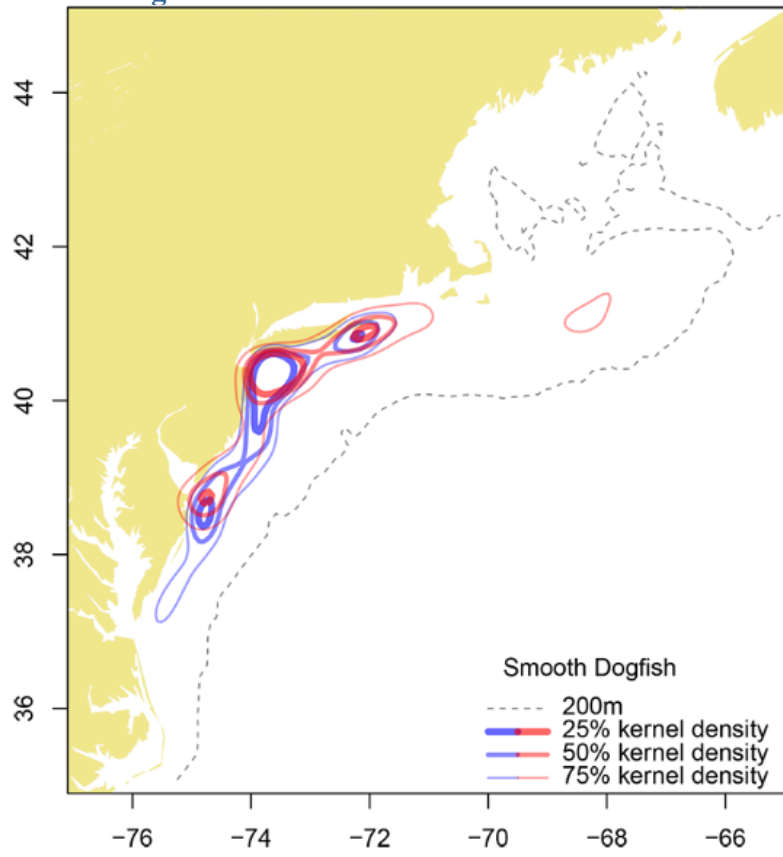 44
42
40
38
36
Smooth Dogfish
200m
25% kernel density
50% kernel density
75% kernel density
−76 −74 −72 −70 −68 −66